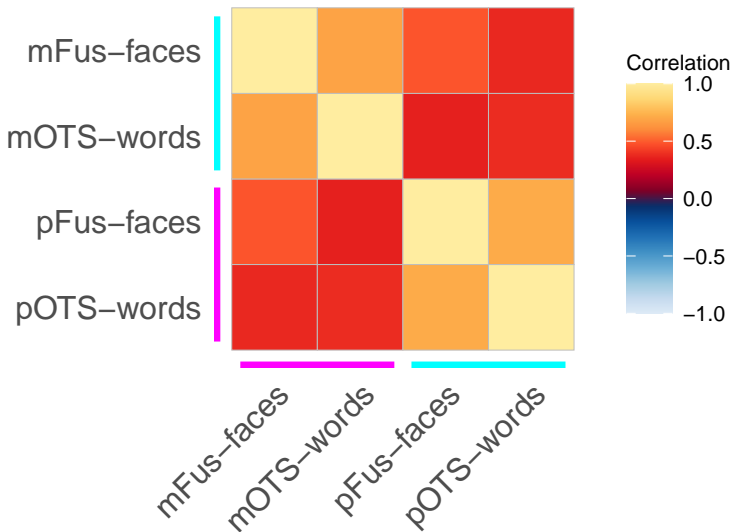 mFus−faces
mOTS−words
pFus−faces
pOTS−words
mFus−faces
mOTS−words
pFus−faces
pOTS−words
Correlation
1.0
0.5
0.0
−0.5
−1.0